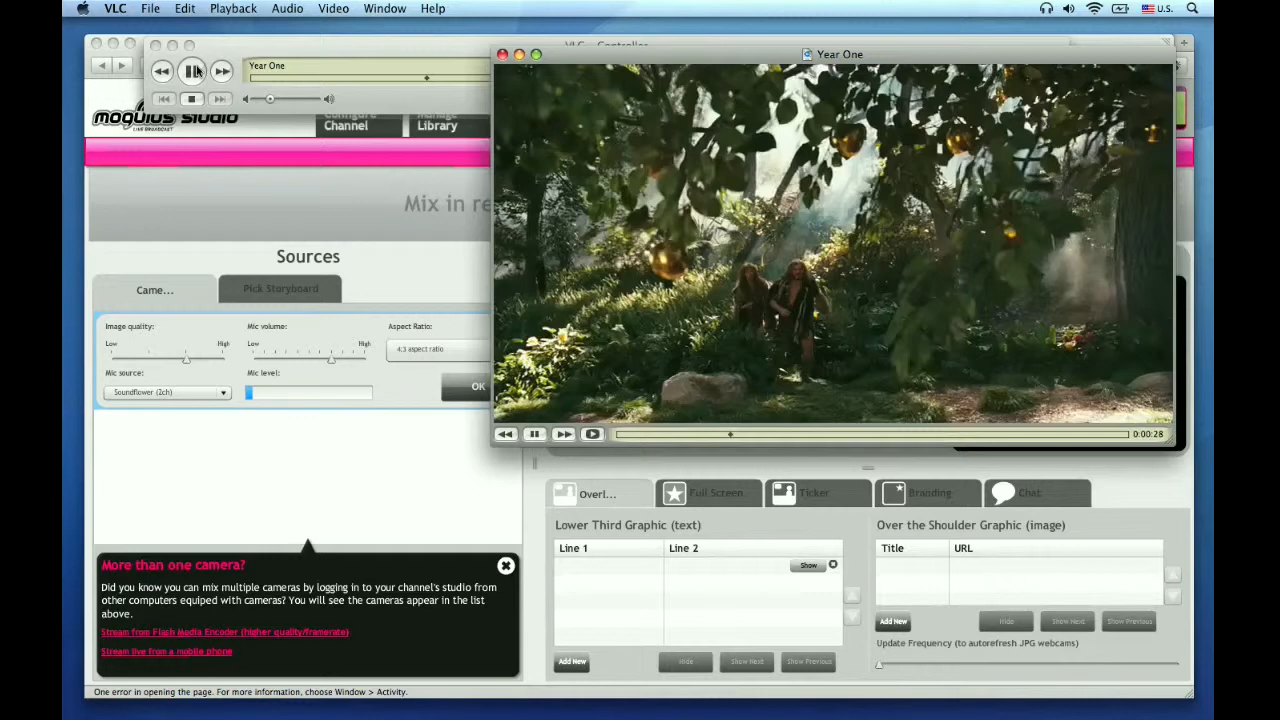 VLC File Edit Playback Audio Video Window Help
U.S.
VLC - Controller
Year One
Year One
mogulus studio
LIVE BROADCAST
Configure Channel
Manage Library
Mix in re
Sources
Came...
Pick Storyboard
Image quality:
Mic volume:
Aspect Ratio:
Low
High
Low
High
4:3 aspect ratio
Mic source:
Mic level:
Soundflower (2ch)
OK
0:00:28
Overl...
Full Screen
Ticker
Branding
Chat
Lower Third Graphic (text)
Over the Shoulder Graphic (image)
Line 1
Line 2
Title
URL
Show
Add New
Hide
Show Next
Show Previous
Add New
Hide
Show Next
Show Previous
Update Frequency (to autorefresh JPG webcams)
More than one camera?
Did you know you can mix multiple cameras by logging in to your channel's studio from
other computers equiped with cameras? You will see the cameras appear in the list
above.
Stream from Flash Media Encoder (higher quality/framerate)
Stream live from a mobile phone
One error in opening the page. For more information, choose Window > Activity.